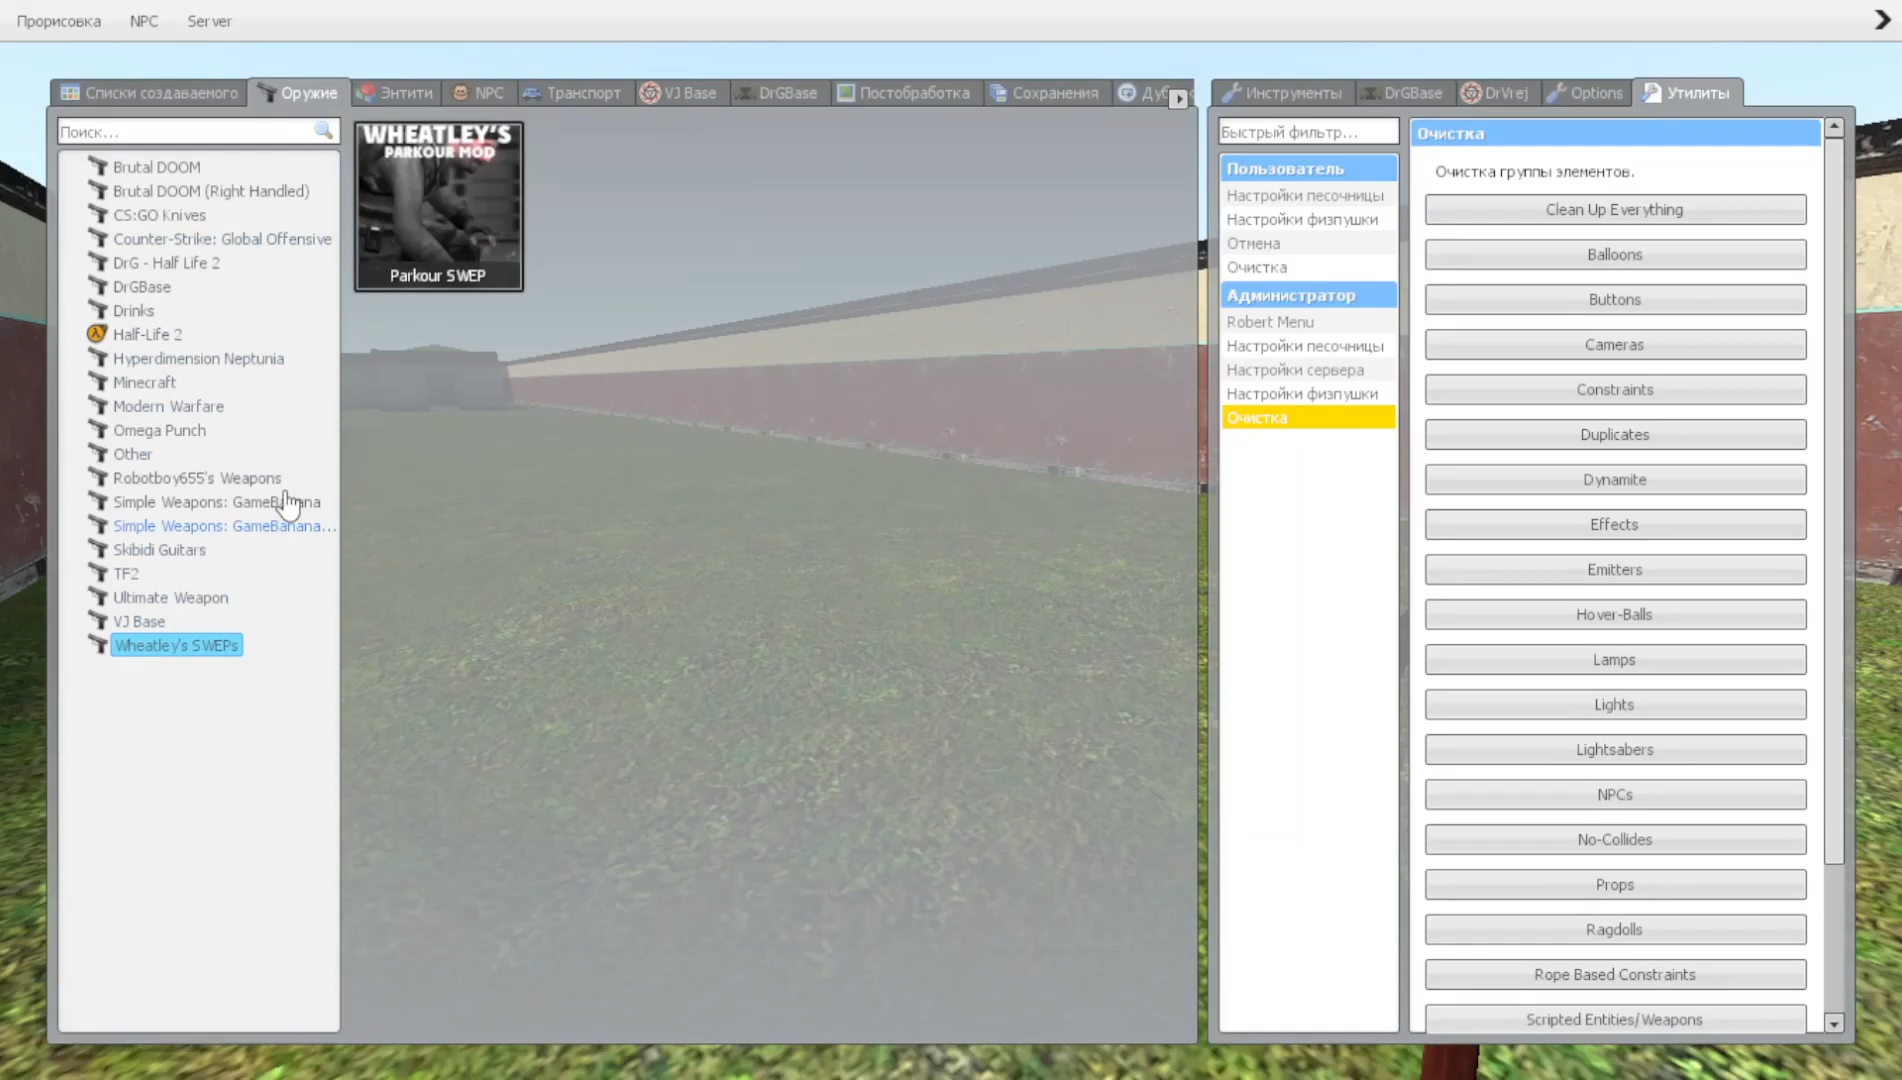 Прорисовка NPC Server
Списки создаваемого Оружие Энтити NPC Транспорт VJ Base DrGBase Постобработка Сохранения
Инструменты DrGBase DrVrej Options Утилиты
Поиск...
Brutal DOOM
Brutal DOOM (Right Handled)
CS:GO Knives
Counter-Strike: Global Offensive
DrG - Half Life 2
DrGBase
Drinks
Half-Life 2
Hyperdimension Neptunia
Minecraft
Modern Warfare
Omega Punch
Other
Robotboy655's Weapons
Simple Weapons: GameBanana
Simple Weapons: GameBanana...
Skibidi Guitars
TF2
Ultimate Weapon
VJ Base
Wheatley's SWEPs
WHEATLEY'S
PARKOUR MOD
Parkour SWEP
Быстрый фильтр...
Пользователь
Настройки песочницы
Настройки физпушки
Отмена
Очистка
Администратор
Robert Menu
Настройки песочницы
Настройки сервера
Настройки физпушки
Очистка
Очистка
Очистка группы элементов.
Clean Up Everything
Balloons
Buttons
Cameras
Constraints
Duplicates
Dynamite
Effects
Emitters
Hover-Balls
Lamps
Lights
Lightsabers
NPCs
No-Collides
Props
Ragdolls
Rope Based Constraints
Scripted Entities/Weapons